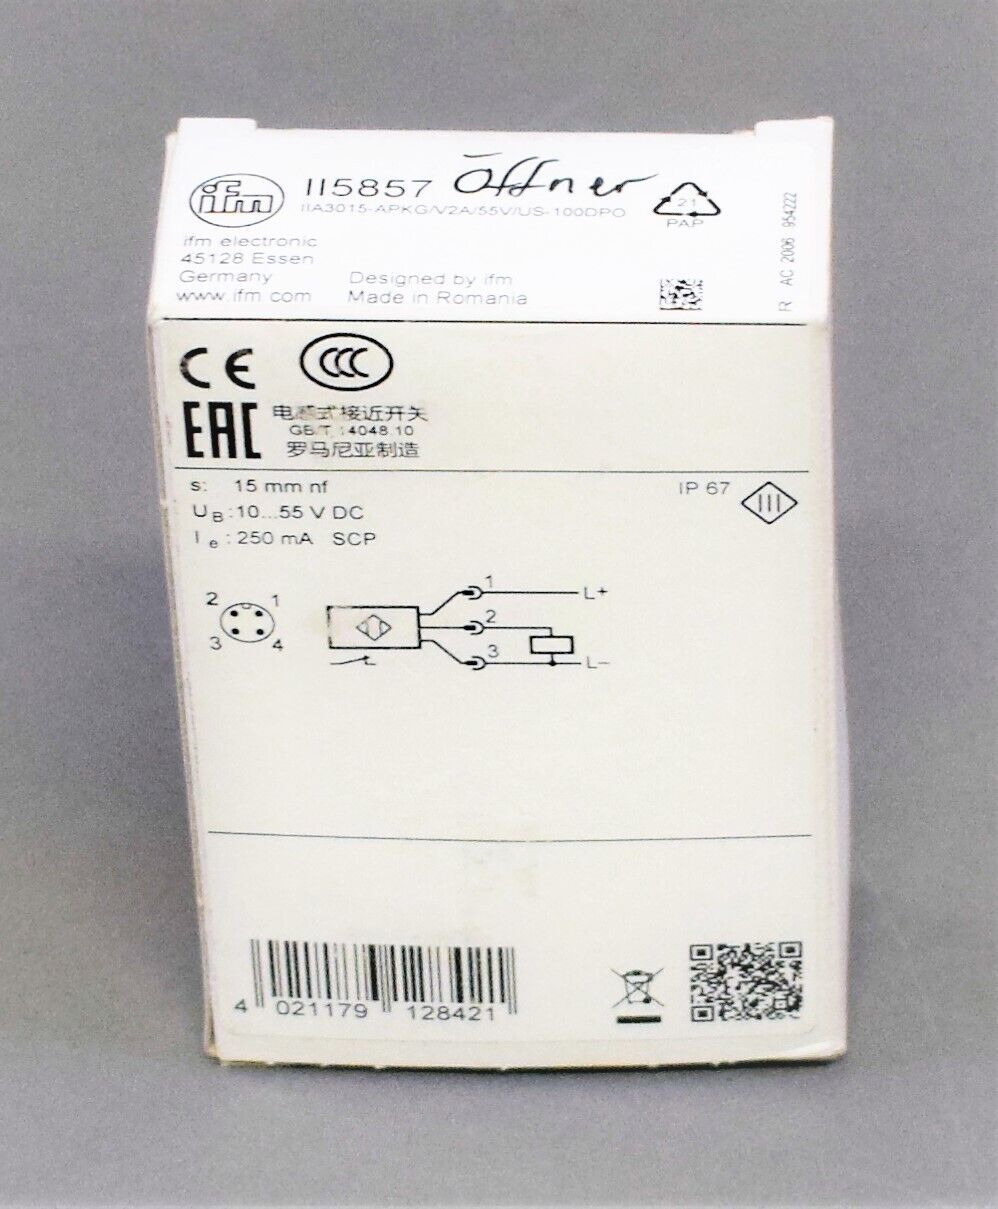 ifm II5857 Öffner
IIA3015-APKG/V2A/55V/US-100DPO
21
PAP
ifm electronic
45128 Essen
Germany Designed by ifm
www.ifm.com Made in Romania
FR AC 2006 954222
CE CCC
EAC 电感式接近开关
GB/T 14048.10
罗马尼亚制造
s: 15 mm nf IP 67 III
UB:10...55 V DC
Ie:250 mA SCP
2 1
3 4
1 L+
2
3 L–
4 021179 128421